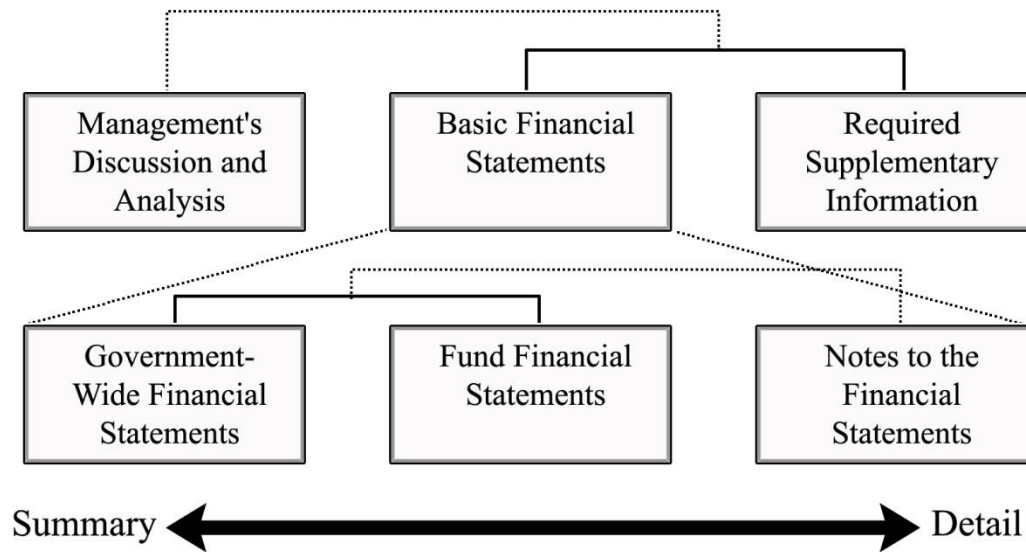 Management's
Discussion and
Analysis
Basic Financial
Statements
Required
Supplementary
Information
Government-
Wide Financial
Statements
Fund Financial
Statements
Notes to the
Financial
Statements
Summary
Detail